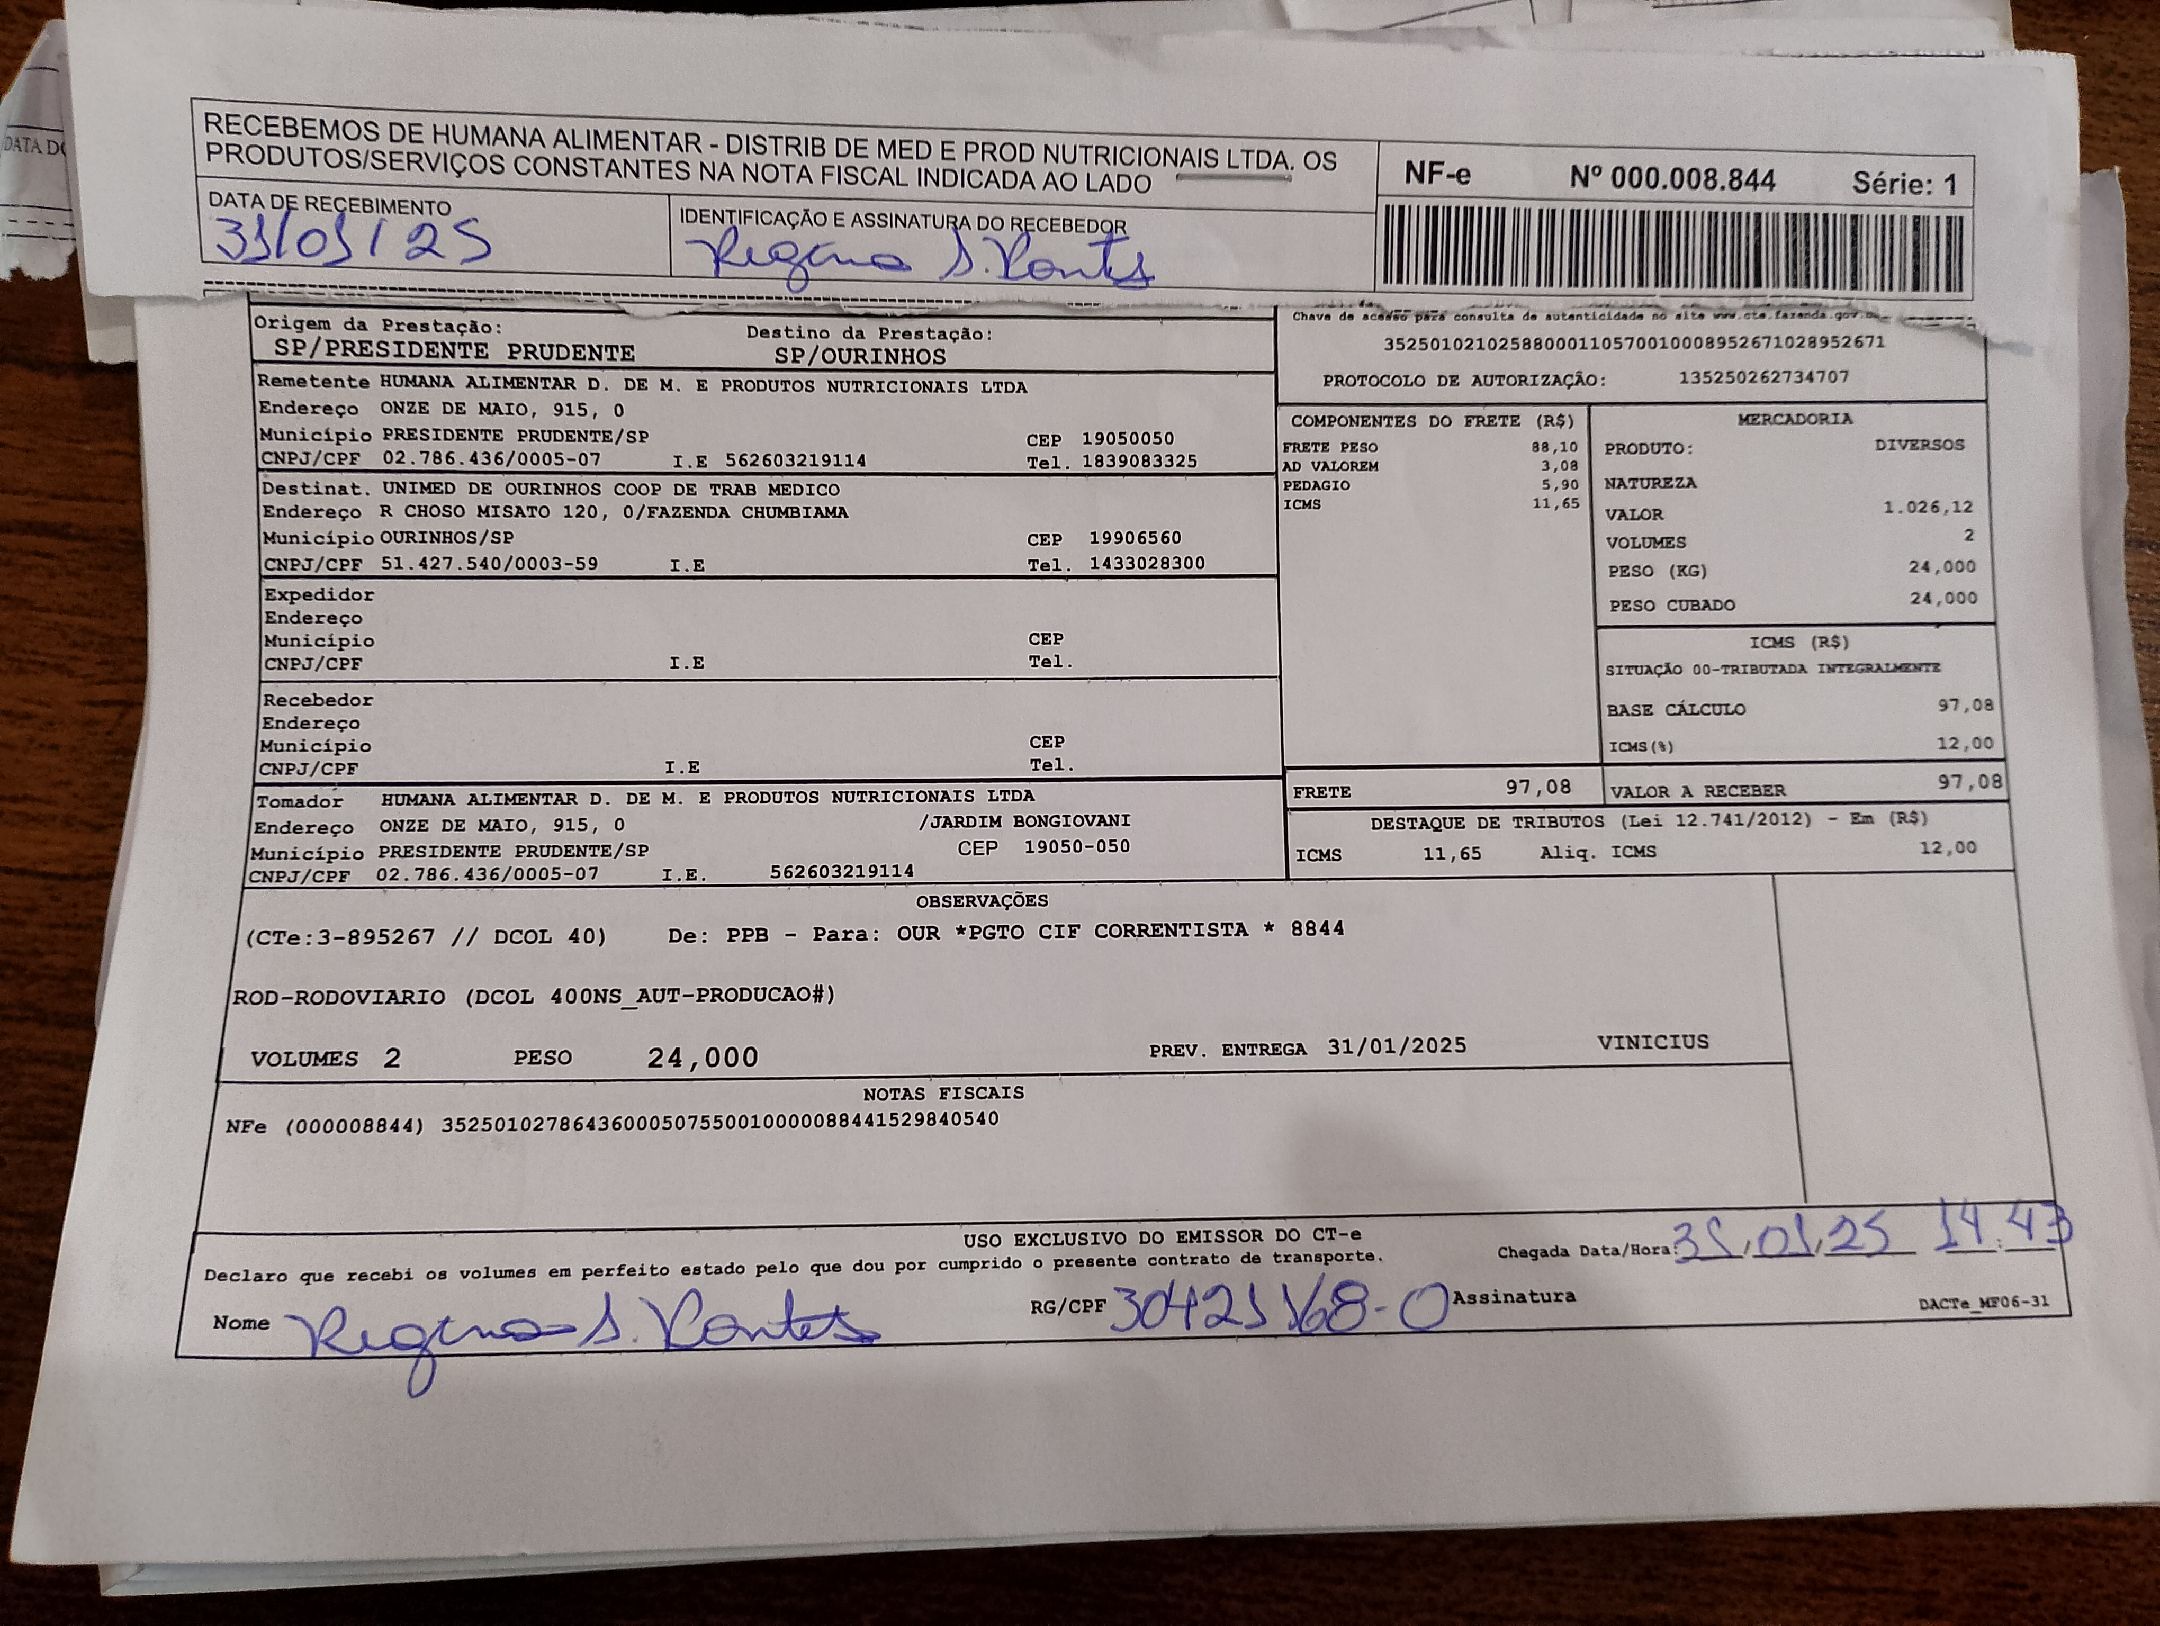 RECEBEMOS DE HUMANA ALIMENTAR - DISTRIB DE MED E PROD NUTRICIONAIS LTDA. OS
PRODUTOS/SERVIÇOS CONSTANTES NA NOTA FISCAL INDICADA AO LADO
NF-e Nº 000.008.844 Série: 1
DATA DE RECEBIMENTO
31/01/25
IDENTIFICAÇÃO E ASSINATURA DO RECEBEDOR
Regina S. Pontes
DATA DO
Origem da Prestação:
SP/PRESIDENTE PRUDENTE
Destino da Prestação:
SP/OURINHOS
Chave de acesso para consulta de autenticidade no site www.cte.fazenda.gov.
35250102102588000110570010008952671028952671
PROTOCOLO DE AUTORIZAÇÃO: 135250262734707
Remetente HUMANA ALIMENTAR D. DE M. E PRODUTOS NUTRICIONAIS LTDA
Endereço ONZE DE MAIO, 915, 0
Município PRESIDENTE PRUDENTE/SP CEP 19050050
CNPJ/CPF 02.786.436/0005-07 I.E 562603219114 Tel. 1839083325
Destinat. UNIMED DE OURINHOS COOP DE TRAB MEDICO
Endereço R CHOSO MISATO 120, 0/FAZENDA CHUMBIAMA
Município OURINHOS/SP CEP 19906560
CNPJ/CPF 51.427.540/0003-59 I.E Tel. 1433028300
Expedidor
Endereço
Município CEP
CNPJ/CPF I.E Tel.
Recebedor
Endereço
Município CEP
CNPJ/CPF I.E Tel.
Tomador HUMANA ALIMENTAR D. DE M. E PRODUTOS NUTRICIONAIS LTDA
Endereço ONZE DE MAIO, 915, 0 /JARDIM BONGIOVANI
Município PRESIDENTE PRUDENTE/SP CEP 19050-050
CNPJ/CPF 02.786.436/0005-07 I.E. 562603219114
COMPONENTES DO FRETE (R$)
FRETE PESO 88,10
AD VALOREM 3,08
PEDAGIO 5,90
ICMS 11,65
MERCADORIA
PRODUTO: DIVERSOS
NATUREZA
VALOR 1.026,12
VOLUMES 2
PESO (KG) 24,000
PESO CUBADO 24,000
ICMS (R$)
SITUAÇÃO 00-TRIBUTADA INTEGRALMENTE
BASE CÁLCULO 97,08
ICMS(%) 12,00
FRETE 97,08 VALOR A RECEBER 97,08
DESTAQUE DE TRIBUTOS (Lei 12.741/2012) - Em (R$)
ICMS 11,65 Aliq. ICMS 12,00
OBSERVAÇÕES
(CTe:3-895267 // DCOL 40) De: PPB - Para: OUR *PGTO CIF CORRENTISTA * 8844
ROD-RODOVIARIO (DCOL 400NS_AUT-PRODUCAO#)
VOLUMES 2 PESO 24,000 PREV. ENTREGA 31/01/2025 VINICIUS
NOTAS FISCAIS
NFe (000008844) 35250102786436000507550010000088441529840540
USO EXCLUSIVO DO EMISSOR DO CT-e
Declaro que recebi os volumes em perfeito estado pelo que dou por cumprido o presente contrato de transporte.
Chegada Data/Hora: 31/01/25 14:43
Nome Regina S. Pontes RG/CPF 30421168-0 Assinatura
DACTe_MF06-31